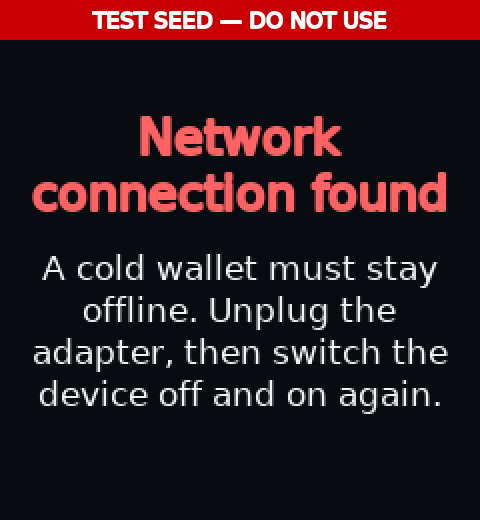 TEST SEED — DO NOT USE
Network
connection found
A cold wallet must stay
offline. Unplug the
adapter, then switch the
device off and on again.